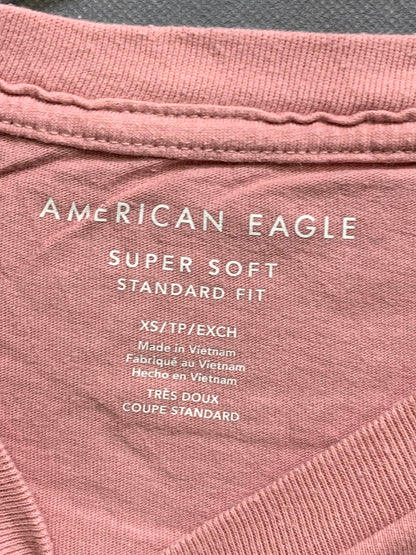 AMERICAN EAGLE
SUPER SOFT
STANDARD FIT
XS/TP/EXCH
Made in Vietnam
Fabriqué au Vietnam
Hecho en Vietnam
TRÈS DOUX
COUPE STANDARD